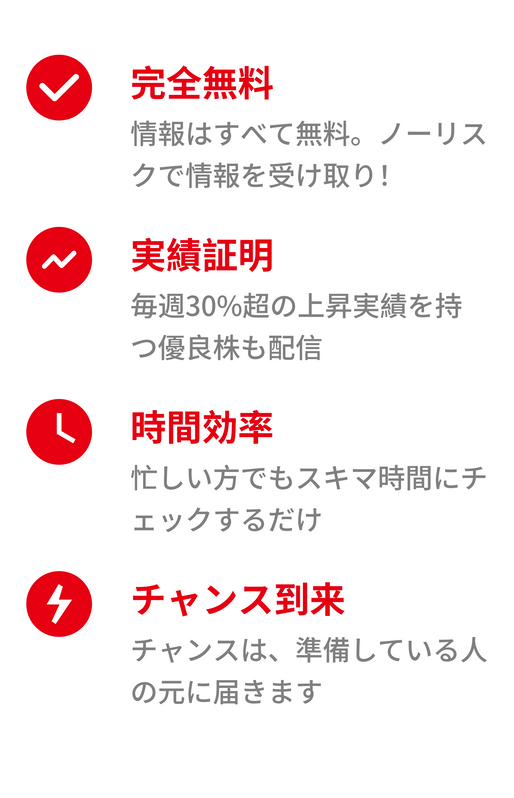 完全無料
情報はすべて無料。ノーリス
クで情報を受け取り!
実績証明
毎週30%超の上昇実績を持
つ優良株も配信
時間効率
忙しい方でもスキマ時間にチ
ェックするだけ
チャンス到来
チャンスは、準備している人
の元に届きます